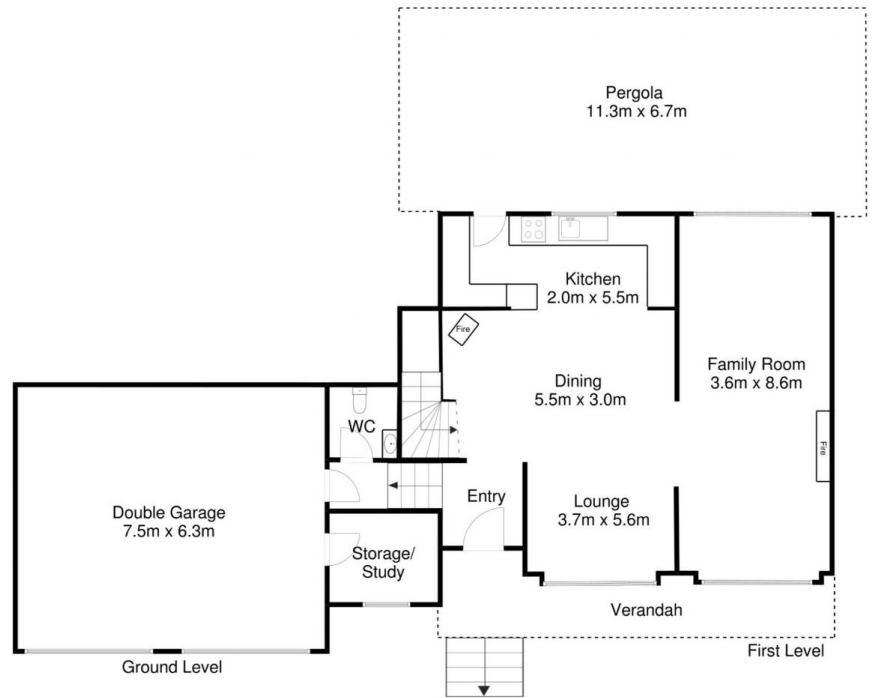 Pergola
11.3m x 6.7m
Kitchen
2.0m x 5.5m
Fire
Dining
5.5m x 3.0m
Family Room
3.6m x 8.6m
Fire
WC
Entry
Lounge
3.7m x 5.6m
Double Garage
7.5m x 6.3m
Storage/
Study
Verandah
First Level
Ground Level